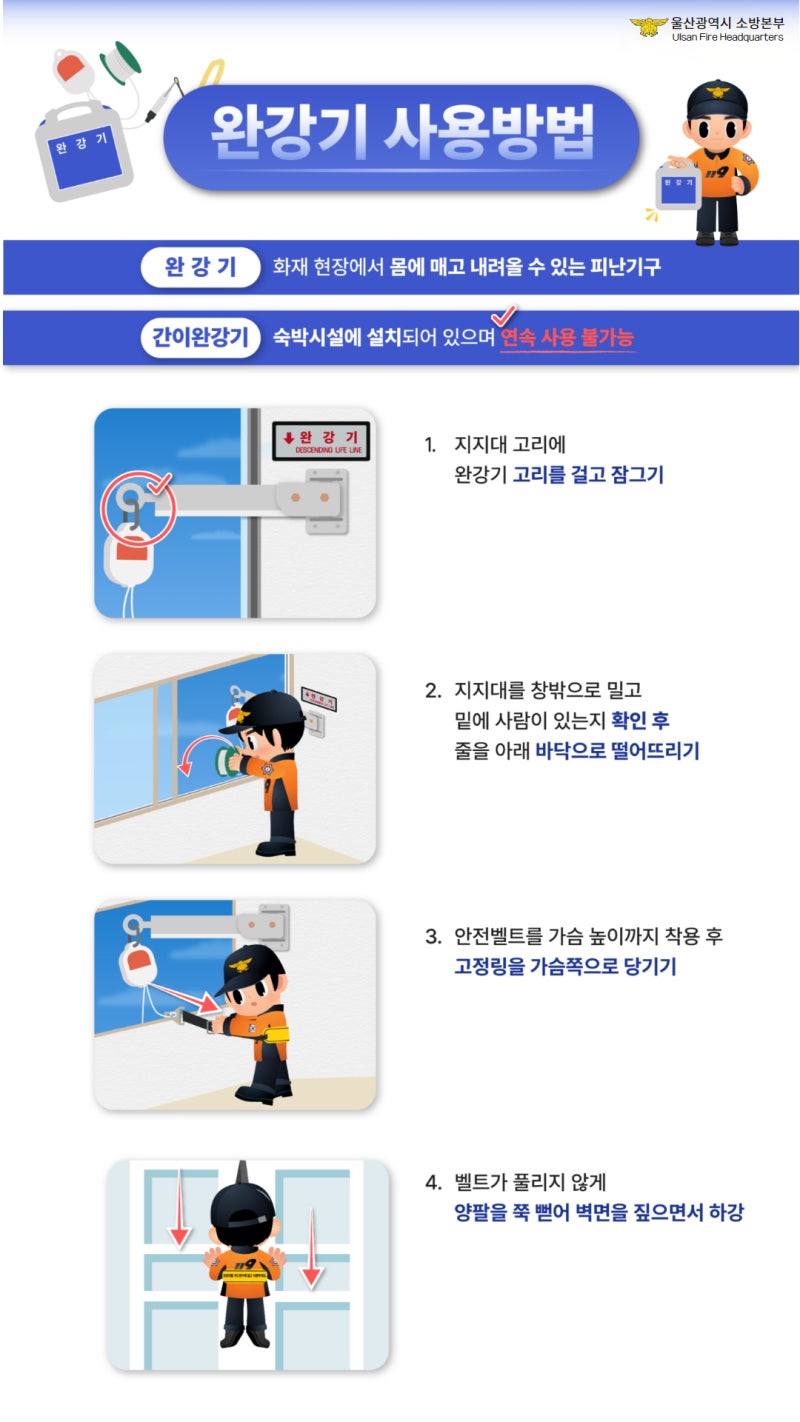 울산광역시 소방본부
Ulsan Fire Headquarters
완 강 기
완강기 사용방법
119
완 강 기
완 강 기 화재 현장에서 몸에 매고 내려올 수 있는 피난기구
간이완강기 숙박시설에 설치되어 있으며 연속 사용 불가능
완 강 기
DESCENDING LIFE LINE
1. 지지대 고리에
완강기 고리를 걸고 잠그기
완 강 기
2. 지지대를 창밖으로 밀고
밑에 사람이 있는지 확인 후
줄을 아래 바닥으로 떨어뜨리기
3. 안전벨트를 가슴 높이까지 착용 후
고정링을 가슴쪽으로 당기기
119
4. 벨트가 풀리지 않게
양팔을 쭉 뻗어 벽면을 짚으면서 하강